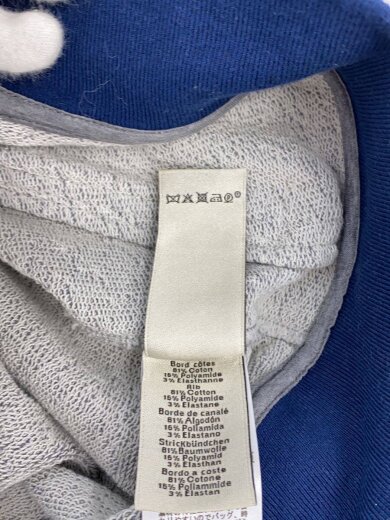 Bord côtes
81% Coton
16% Polyamide
3% Elasthanne
Rib
81% Cotton
16% Polyamide
3% Elastane
Borde de canalé
81% Algodón
16% Poliamida
3% Elastano
Strickbündchen
81% Baumwolle
16% Polyamid
3% Elasthan
Bordo a coste
81% Cotone
16% Poliammide
3% Elastane